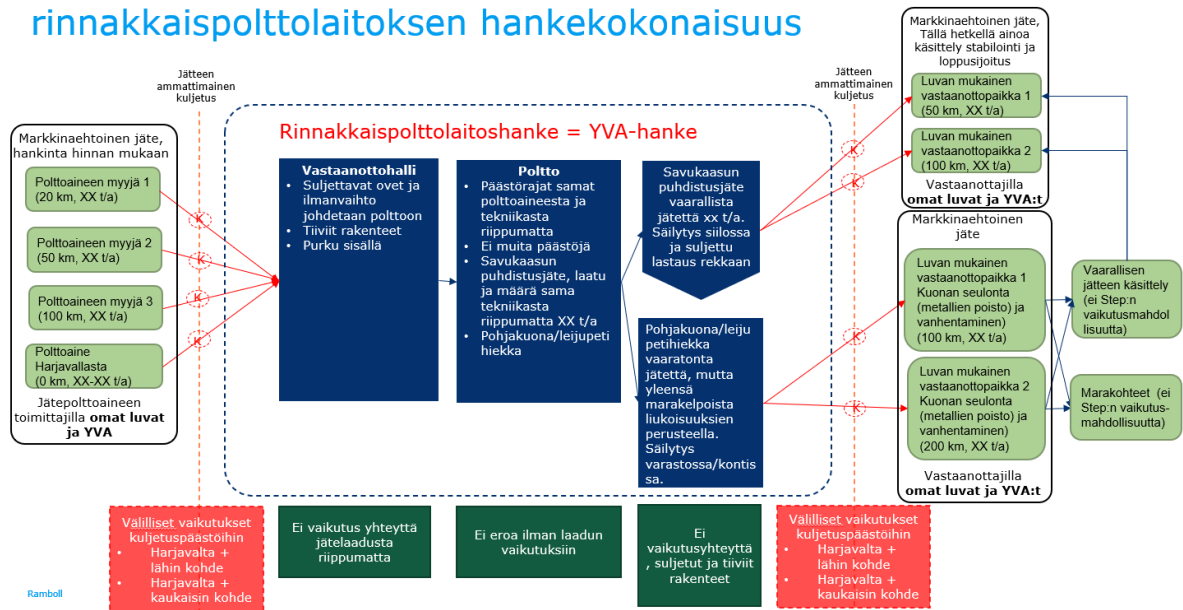 rinnakkaispolttolaitoksen hankekokonaisuus
Jätteen
ammattimainen
kuljetus
Markkinaehtoinen jäte,
hankinta hinnan mukaan
Polttoaineen myyjä 1
(20 km, XX t/a)
Polttoaineen myyjä 2
(50 km, XX t/a)
Polttoaineen myyjä 3
(100 km, XX t/a)
Polttoaine
Harjavallasta
(0 km, XX-XX t/a)
Jätepolttoaineen
toimittajilla omat luvat
ja YVA
K
K
K
K
Rinnakkaispolttolaitoshanke = YVA-hanke
Vastaanottohalli
• Suljettavat ovet ja
ilmanvaihto
johdetaan polttoon
• Tiiviit rakenteet
• Purku sisällä
Poltto
• Päästörajat samat
polttoaineesta ja
tekniikasta
riippumatta
• Ei muita päästöjä
• Savukaasun
puhdistusjäte, laatu
ja määrä sama
tekniikasta
riippumatta XX t/a
• Pohjakuona/leijupeti
hiekka
Savukaasun
puhdistusjäte
vaarallista
jätettä xx t/a.
Säilytys siilossa
ja suljettu
lastaus rekkaan
Pohjakuona/leiju
petihiekka
vaaratonta
jätettä, mutta
yleensä
marakelpoista
liukoisuuksien
perusteella.
Säilytys
varastossa/kontis
sa.
Jätteen
ammattimainen
kuljetus
K
K
K
K
Markkinaehtoinen jäte,
Tällä hetkellä ainoa
käsittely stabilointi ja
loppusijoitus
Luvan mukainen
vastaanottopaikka 1
(50 km, XX t/a)
Luvan mukainen
vastaanottopaikka 2
(100 km, XX t/a)
Vastaanottajilla
omat luvat ja YVA:t
Markkinaehtoinen
jäte
Luvan mukainen
vastaanottopaikka 1
Kuonan seulonta
(metallien poisto) ja
vanhentaminen)
(100 km, XX t/a)
Luvan mukainen
vastaanottopaikka 2
Kuonan seulonta
(metallien poisto) ja
vanhentaminen)
(200 km, XX t/a)
Vastaanottajilla
omat luvat ja YVA:t
Vaarallisen
jätteen käsittely
(ei Step:n
vaikutusmahdol
lisuutta)
Marakohteet (ei
Step:n vaikutus-
mahdollisuutta)
Välilliset vaikutukset
kuljetuspäästöihin
• Harjavalta +
lähin kohde
• Harjavalta +
kaukaisin kohde
Ei vaikutus yhteyttä
jätelaadusta
riippumatta
Ei eroa ilman laadun
vaikutuksiin
Ei
vaikutusyhteyttä
, suljetut ja tiiviit
rakenteet
Välilliset vaikutukset
kuljetuspäästöihin
• Harjavalta +
lähin kohde
• Harjavalta +
kaukaisin kohde
Ramboll